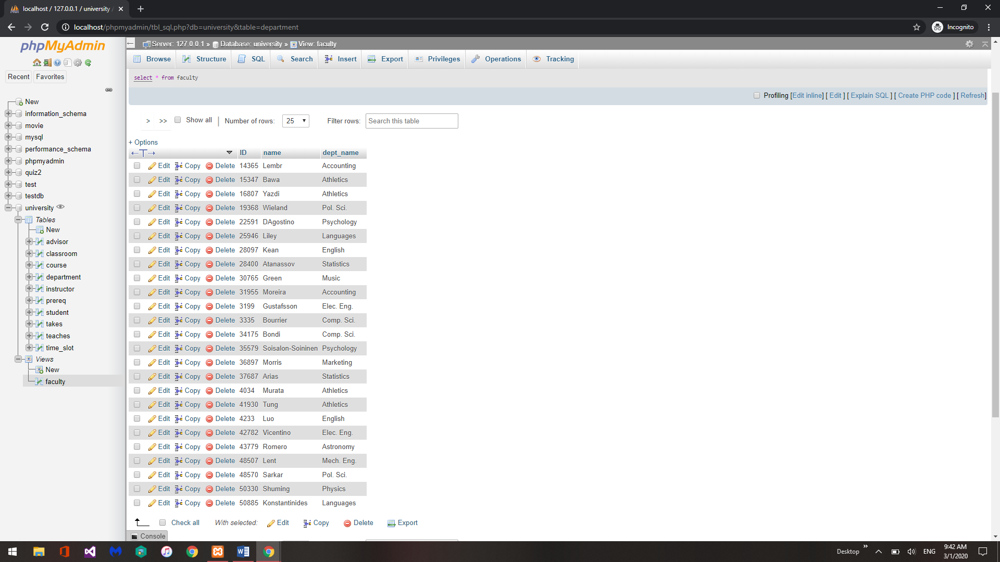 localhost / 127.0.0.1 / university /
localhost/phpmyadmin/tbl_sql.php?db=university&table=department
Incognito
phpMyAdmin
Recent Favorites
New
information_schema
movie
mysql
performance_schema
phpmyadmin
quiz2
test
testdb
university
Tables
New
advisor
classroom
course
department
instructor
prereq
student
takes
teaches
time_slot
Views
New
faculty
Server: 127.0.0.1 » Database: university » View: faculty
Browse Structure SQL Search Insert Export Privileges Operations Tracking
select * from faculty
Profiling [Edit inline] [ Edit ] [ Explain SQL ] [ Create PHP code ] [ Refresh]
> >> Show all | Number of rows: 25 Filter rows: Search this table
+ Options
←T→ ID name dept_name
Edit Copy Delete 14365 Lembr Accounting
Edit Copy Delete 15347 Bawa Athletics
Edit Copy Delete 16807 Yazdi Athletics
Edit Copy Delete 19368 Wieland Pol. Sci.
Edit Copy Delete 22591 DAgostino Psychology
Edit Copy Delete 25946 Liley Languages
Edit Copy Delete 28097 Kean English
Edit Copy Delete 28400 Atanassov Statistics
Edit Copy Delete 30765 Green Music
Edit Copy Delete 31955 Moreira Accounting
Edit Copy Delete 3199 Gustafsson Elec. Eng.
Edit Copy Delete 3335 Bourrier Comp. Sci.
Edit Copy Delete 34175 Bondi Comp. Sci.
Edit Copy Delete 35579 Soisalon-Soininen Psychology
Edit Copy Delete 36897 Morris Marketing
Edit Copy Delete 37687 Arias Statistics
Edit Copy Delete 4034 Murata Athletics
Edit Copy Delete 41930 Tung Athletics
Edit Copy Delete 4233 Luo English
Edit Copy Delete 42782 Vicentino Elec. Eng.
Edit Copy Delete 43779 Romero Astronomy
Edit Copy Delete 48507 Lent Mech. Eng.
Edit Copy Delete 48570 Sarkar Pol. Sci.
Edit Copy Delete 50330 Shuming Physics
Edit Copy Delete 50885 Konstantinides Languages
Check all With selected: Edit Copy Delete Export
Console
Desktop » ENG 9:42 AM
3/1/2020